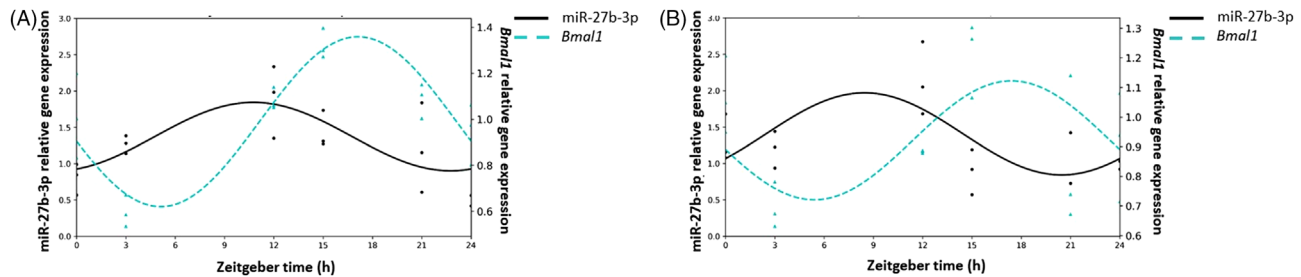 (A)
miR-27b-3p
Bmal1
miR-27b-3p relative gene expression
3.0
2.5
2.0
1.5
1.0
0.5
0.0
1.4
1.2
1.0
0.8
0.6
Bmal1 relative gene expression
0 3 6 9 12 15 18 21 24
Zeitgeber time (h)
(B)
miR-27b-3p
Bmal1
miR-27b-3p relative gene expression
3.0
2.5
2.0
1.5
1.0
0.5
0.0
1.3
1.2
1.1
1.0
0.9
0.8
0.7
0.6
Bmal1 relative gene expression
0 3 6 9 12 15 18 21 24
Zeitgeber time (h)